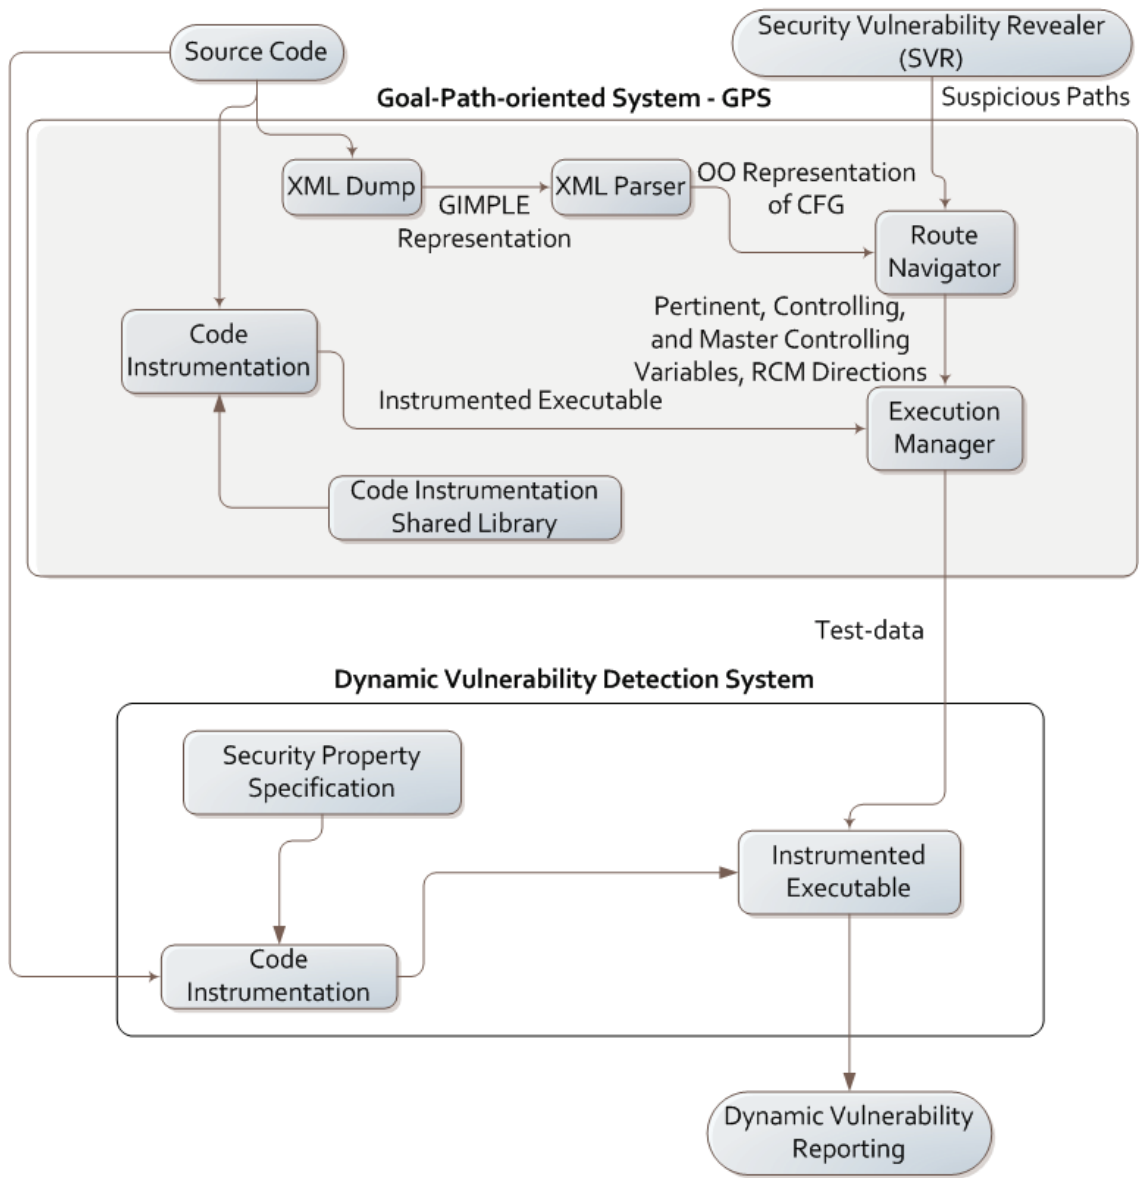 Source Code
Security Vulnerability Revealer
(SVR)
Goal-Path-oriented System - GPS
Suspicious Paths
XML Dump
GIMPLE
Representation
XML Parser
OO Representation
of CFG
Route
Navigator
Pertinent, Controlling,
and Master Controlling
Variables, RCM Directions
Code
Instrumentation
Instrumented Executable
Execution
Manager
Code Instrumentation
Shared Library
Test-data
Dynamic Vulnerability Detection System
Security Property
Specification
Instrumented
Executable
Code
Instrumentation
Dynamic Vulnerability
Reporting